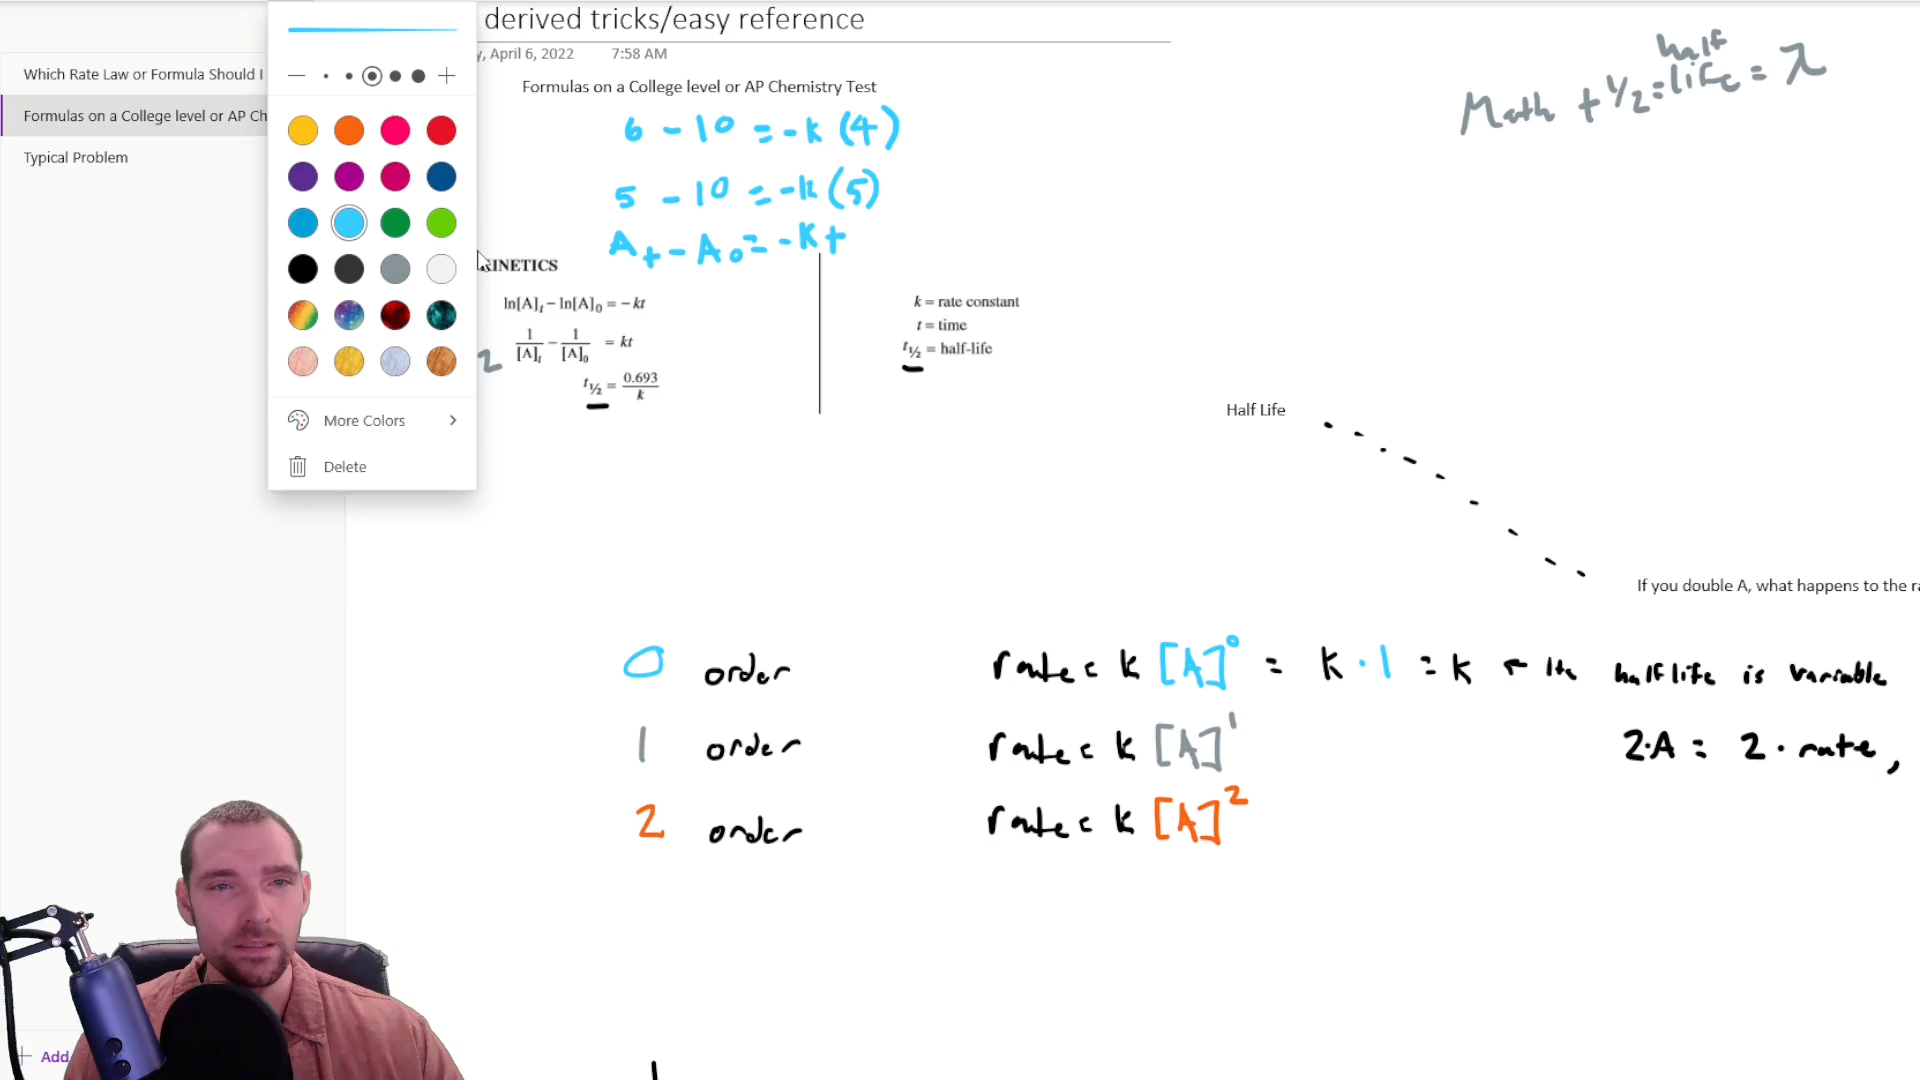 derived tricks/easy reference
y, April 6, 2022 7:58 AM
Which Rate Law or Formula Should I
Formulas on a College level or AP Ch
Typical Problem
More Colors
Delete
Add
Formulas on a College level or AP Chemistry Test
6 - 10 = -k (4)
5 - 10 = -k (5)
At - A0 = -kt
KINETICS
ln[A]t − ln[A]0 = −kt
1/[A]t − 1/[A]0 = kt
2
t½ = 0.693/k
k = rate constant
t = time
t½ = half-life
Math t 1/2 = half life = λ
Half Life
If you double A, what happens to the ra
0 order rate = k [A]^0 = k · 1 = k ← the half life is variable
1 order rate = k [A]^1 2·A = 2 · rate,
2 order rate = k [A]^2